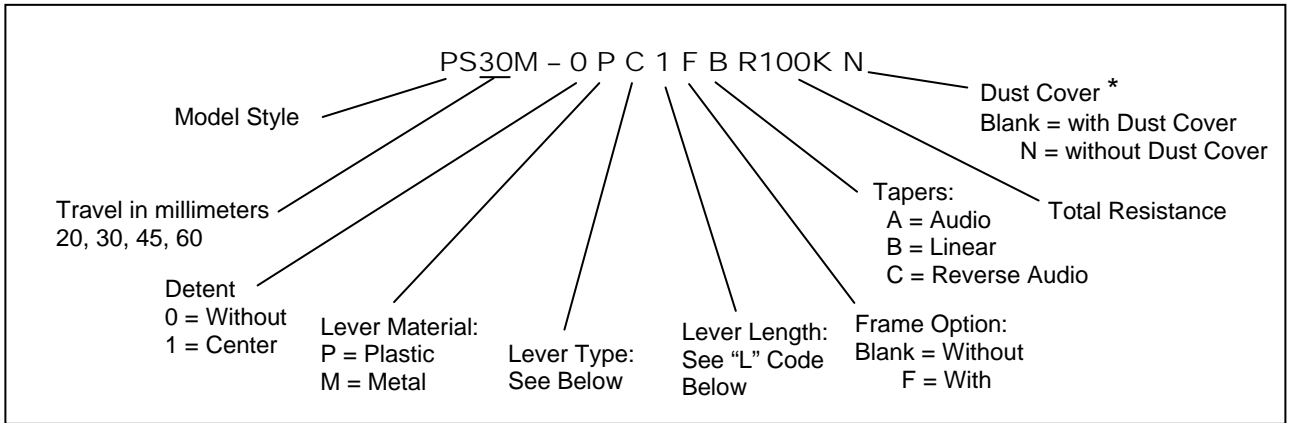 PS30M – 0 P C 1 F B R100K N
Model Style
Travel in millimeters
20, 30, 45, 60
Detent
0 = Without
1 = Center
Lever Material:
P = Plastic
M = Metal
Lever Type:
See Below
Lever Length:
See “L” Code
Below
Frame Option:
Blank = Without
F = With
Tapers:
A = Audio
B = Linear
C = Reverse Audio
Total Resistance
Dust Cover *
Blank = with Dust Cover
N = without Dust Cover